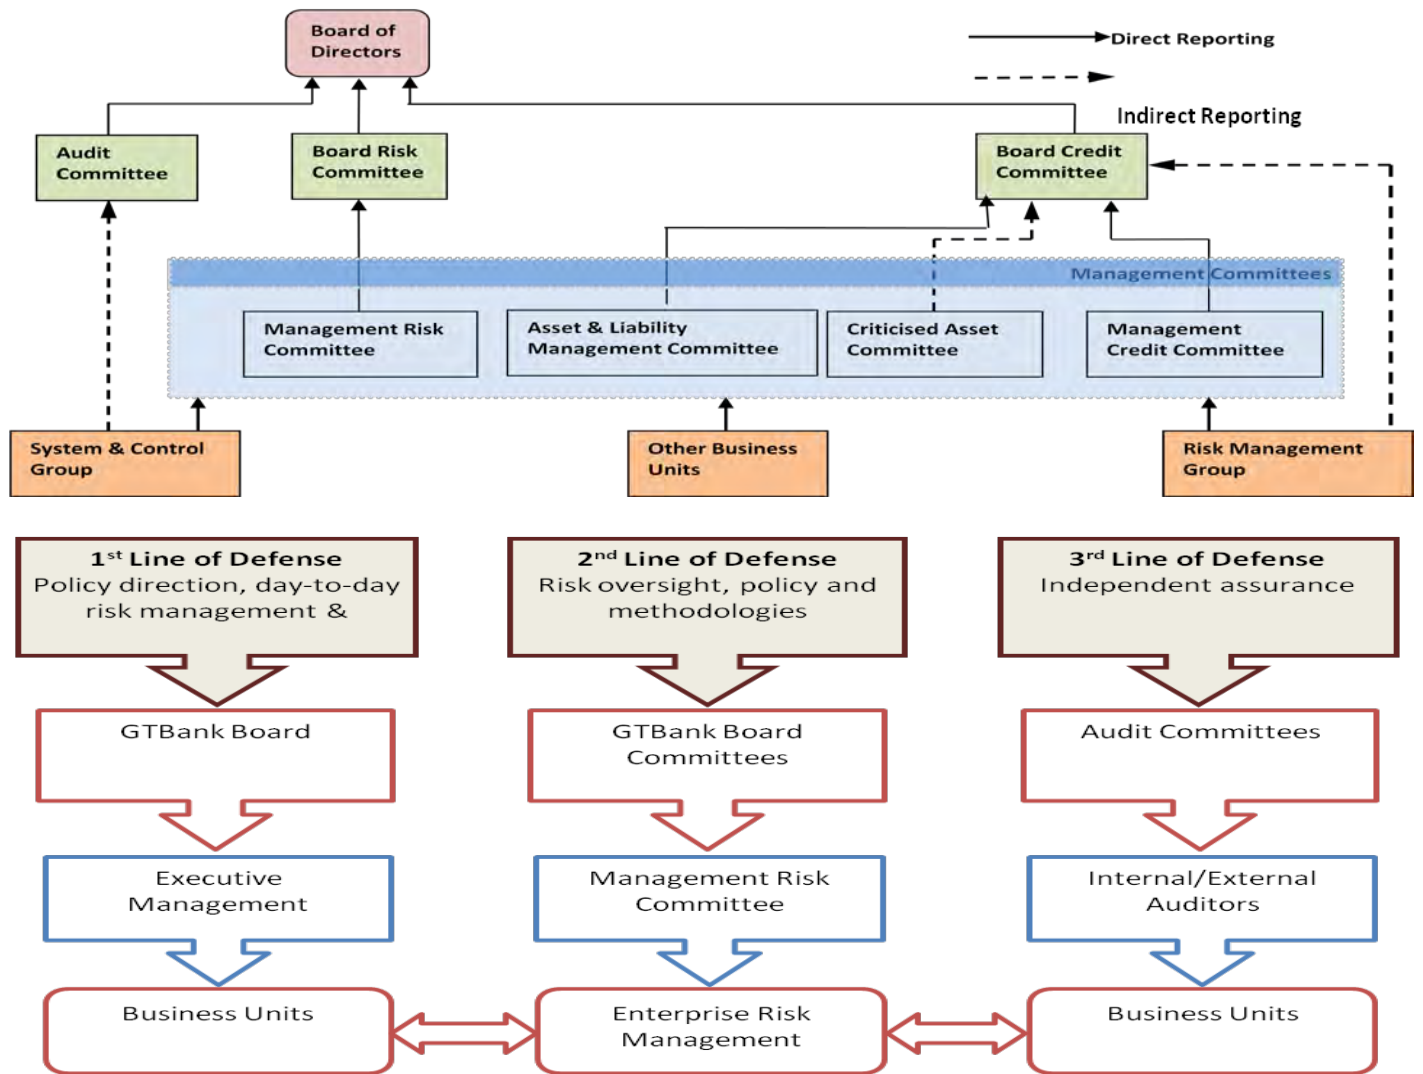 Board of
Directors
Direct Reporting
Indirect Reporting
Audit
Committee
Board Risk
Committee
Board Credit
Committee
Management Committees
Management Risk
Committee
Asset & Liability
Management Committee
Criticised Asset
Committee
Management
Credit Committee
System & Control
Group
Other Business
Units
Risk Management
Group
1st Line of Defense
Policy direction, day-to-day
risk management &
2nd Line of Defense
Risk oversight, policy and
methodologies
3rd Line of Defense
Independent assurance
GTBank Board
GTBank Board
Committees
Audit Committees
Executive
Management
Management Risk
Committee
Internal/External
Auditors
Business Units
Enterprise Risk
Management
Business Units